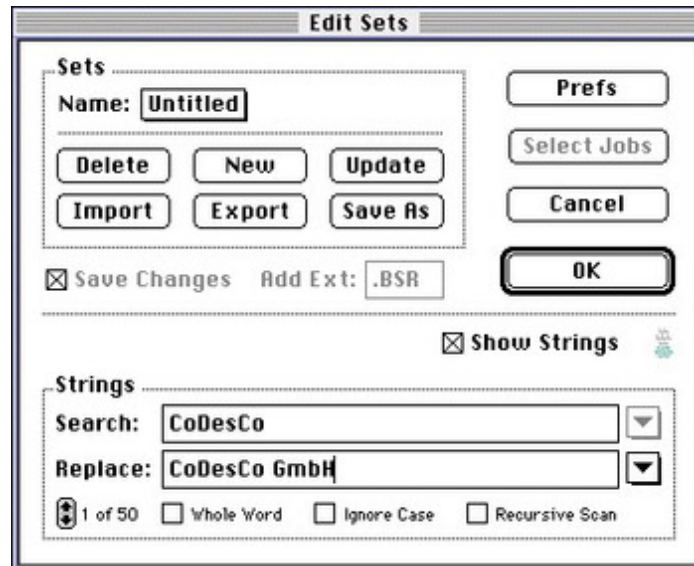 Edit Sets
Sets
Name: Untitled
Prefs
Delete New Update
Select Jobs
Import Export Save As
Cancel
Save Changes Add Ext: .BSR
OK
Show Strings
Strings
Search: CoDesCo
Replace: CoDesCo GmbH
1 of 50 Whole Word Ignore Case Recursive Scan